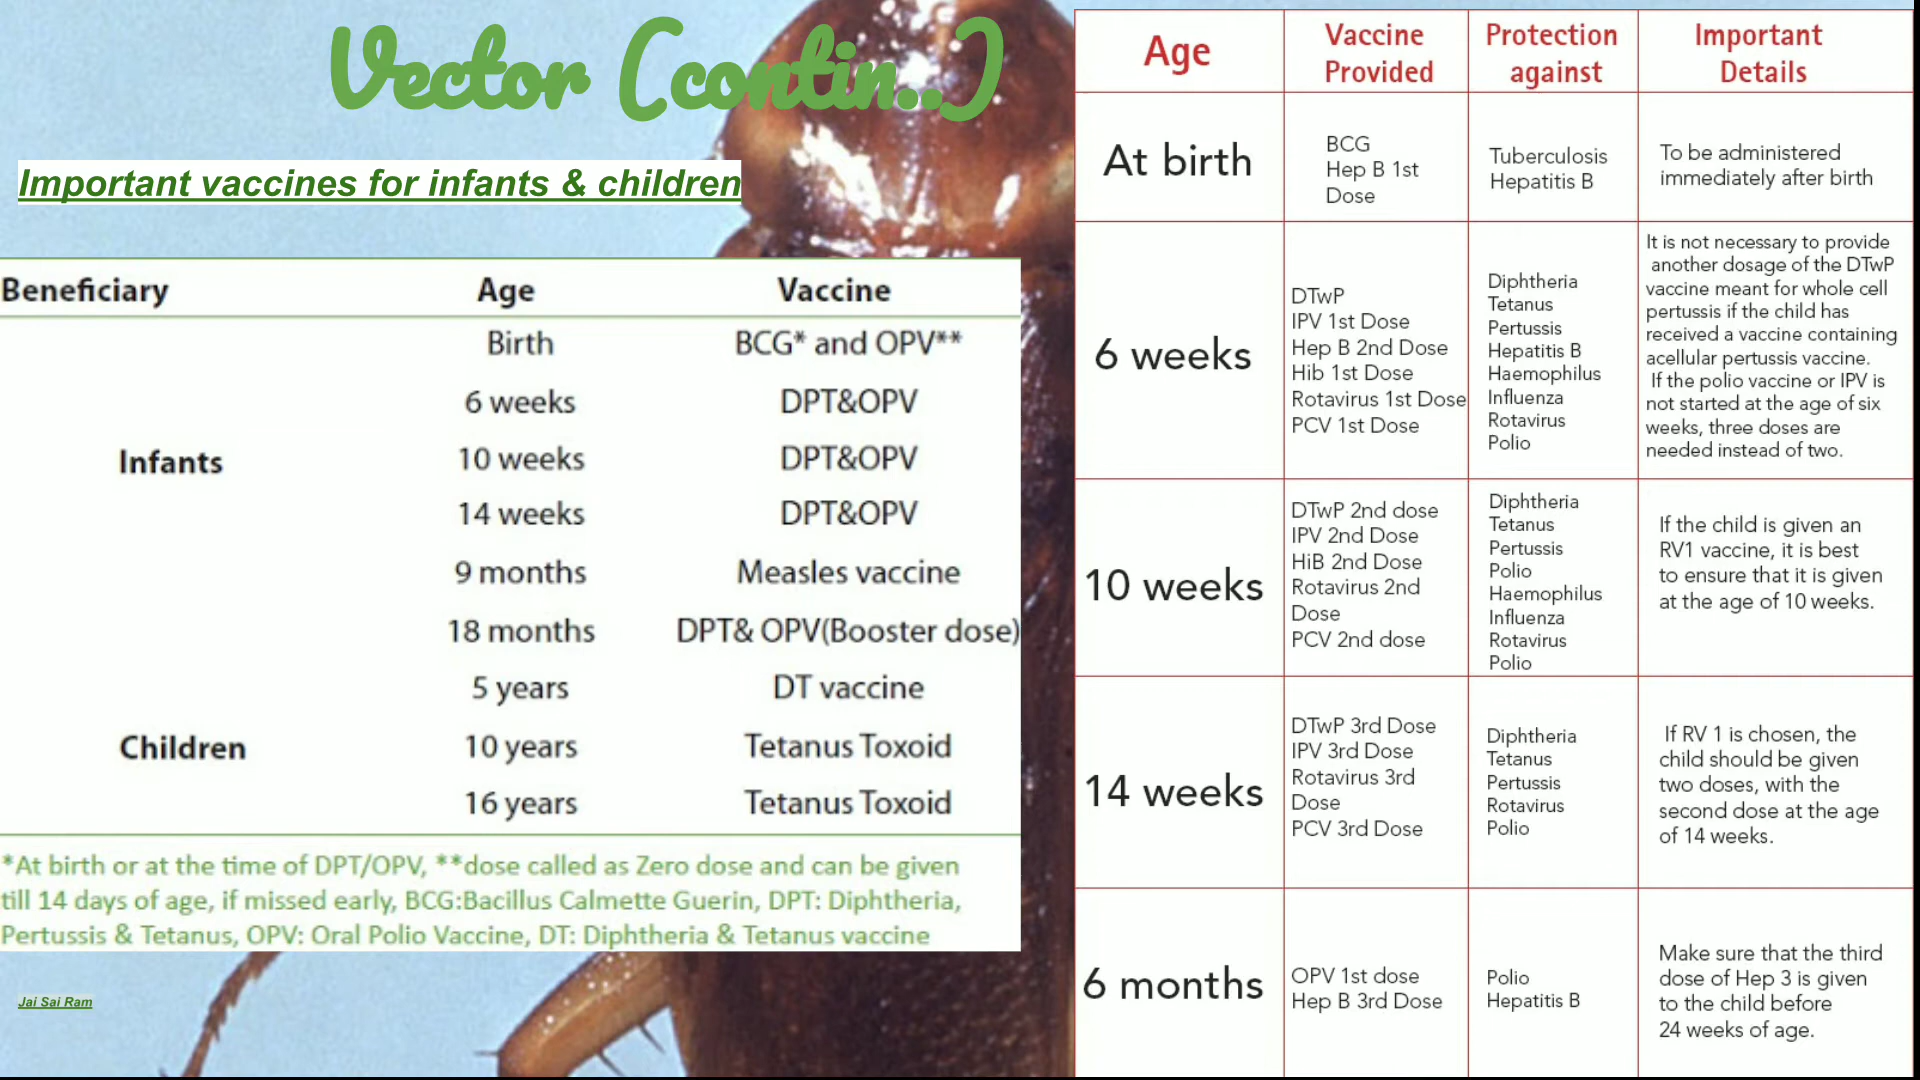 Vector (contin..)
Important vaccines for infants & children
Beneficiary Age Vaccine
Birth BCG* and OPV**
6 weeks DPT&OPV
Infants 10 weeks DPT&OPV
14 weeks DPT&OPV
9 months Measles vaccine
18 months DPT& OPV(Booster dose)
5 years DT vaccine
Children 10 years Tetanus Toxoid
16 years Tetanus Toxoid
*At birth or at the time of DPT/OPV, **dose called as Zero dose and can be given
till 14 days of age, if missed early, BCG:Bacillus Calmette Guerin, DPT: Diphtheria,
Pertussis & Tetanus, OPV: Oral Polio Vaccine, DT: Diphtheria & Tetanus vaccine
Jai Sai Ram
Age
Vaccine
Provided
Protection
against
Important
Details
At birth
BCG
Hep B 1st
Dose
Tuberculosis
Hepatitis B
To be administered
immediately after birth
6 weeks
DTwP
IPV 1st Dose
Hep B 2nd Dose
Hib 1st Dose
Rotavirus 1st Dose
PCV 1st Dose
Diphtheria
Tetanus
Pertussis
Hepatitis B
Haemophilus
Influenza
Rotavirus
Polio
It is not necessary to provide
another dosage of the DTwP
vaccine meant for whole cell
pertussis if the child has
received a vaccine containing
acellular pertussis vaccine.
If the polio vaccine or IPV is
not started at the age of six
weeks, three doses are
needed instead of two.
10 weeks
DTwP 2nd dose
IPV 2nd Dose
HiB 2nd Dose
Rotavirus 2nd
Dose
PCV 2nd dose
Diphtheria
Tetanus
Pertussis
Polio
Haemophilus
Influenza
Rotavirus
Polio
If the child is given an
RV1 vaccine, it is best
to ensure that it is given
at the age of 10 weeks.
14 weeks
DTwP 3rd Dose
IPV 3rd Dose
Rotavirus 3rd
Dose
PCV 3rd Dose
Diphtheria
Tetanus
Pertussis
Rotavirus
Polio
If RV 1 is chosen, the
child should be given
two doses, with the
second dose at the age
of 14 weeks.
6 months
OPV 1st dose
Hep B 3rd Dose
Polio
Hepatitis B
Make sure that the third
dose of Hep 3 is given
to the child before
24 weeks of age.